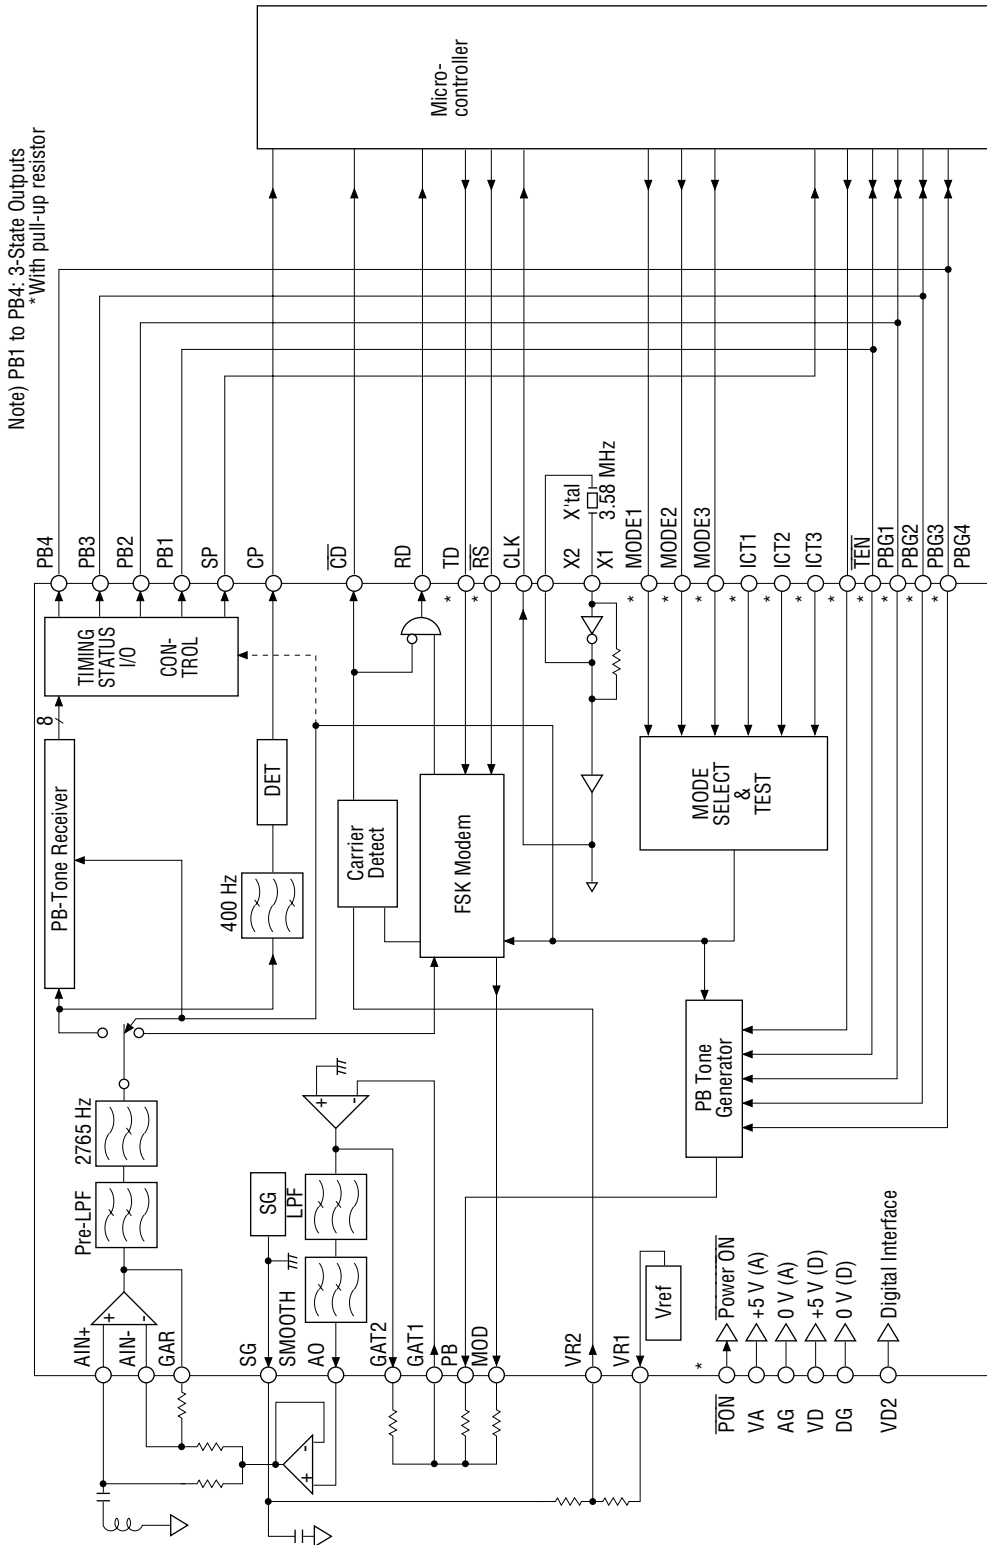 Note) PB1 to PB4: 3-State Outputs
*With pull-up resistor
Micro-
controller
PB4
PB3
PB2
PB1
SP
CP
CD
RD
* TD
* RS
CLK
X'tal
3.58 MHz
X2
X1
* MODE1
* MODE2
* MODE3
* ICT1
* ICT2
* ICT3
* TEN
* PBG1
* PBG2
* PBG3
* PBG4
TIMING
STATUS
I/O
CON-
TROL
8
PB-Tone Receiver
DET
400 Hz
Carrier
Detect
FSK Modem
MODE
SELECT
&
TEST
PB Tone
Generator
2765 Hz
Pre-LPF
+
-
+
-
SG
LPF
SMOOTH
Vref
AIN+
AIN-
GAR
SG
AO
GAT2
GAT1
PB
MOD
VR2
VR1
+
-
*
PON
Power ON
VA
+5 V (A)
AG
0 V (A)
VD
+5 V (D)
DG
0 V (D)
VD2
Digital Interface